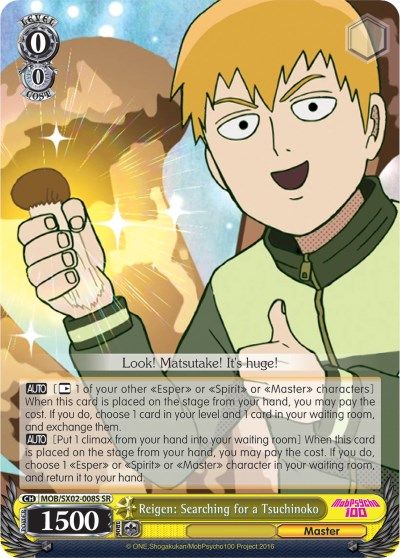 LEVEL
0
0
COST
Look! Matsutake! It's huge!
AUTO [1 of your other «Esper» or «Spirit» or «Master» characters]
When this card is placed on the stage from your hand, you may pay the
cost. If you do, choose 1 card in your level and 1 card in your waiting room,
and exchange them.
AUTO [Put 1 climax from your hand into your waiting room] When this card
is placed on the stage from your hand, you may pay the cost. If you do,
choose 1 «Esper» or «Spirit» or «Master» character in your waiting room,
and return it to your hand.
CH MOB/SX02-008S SR
POWER 1500
Reigen: Searching for a Tsuchinoko
MobPsycho 100
Master
© ONE,Shogakukan/MobPsycho100 Project 2016